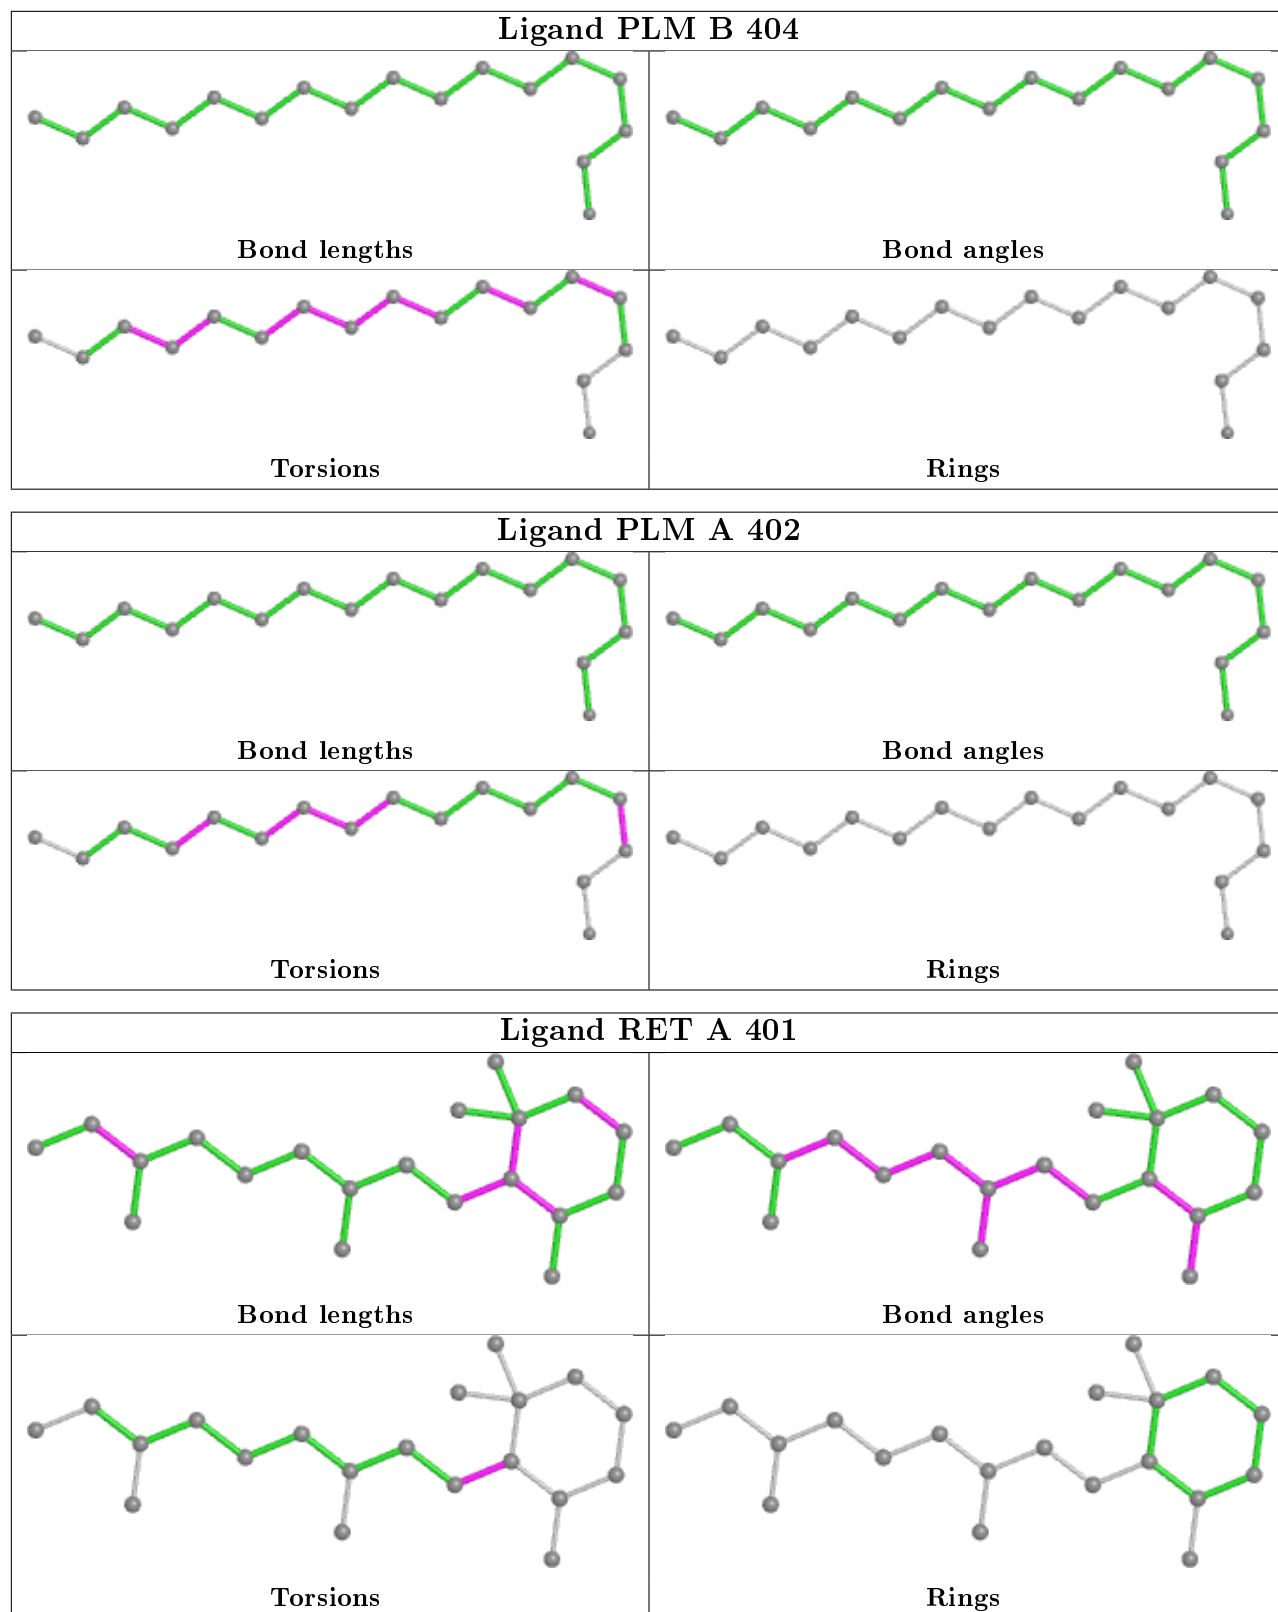 Ligand PLM B 404
Bond lengths
Bond angles
Torsions
Rings
Ligand PLM A 402
Bond lengths
Bond angles
Torsions
Rings
Ligand RET A 401
Bond lengths
Bond angles
Torsions
Rings